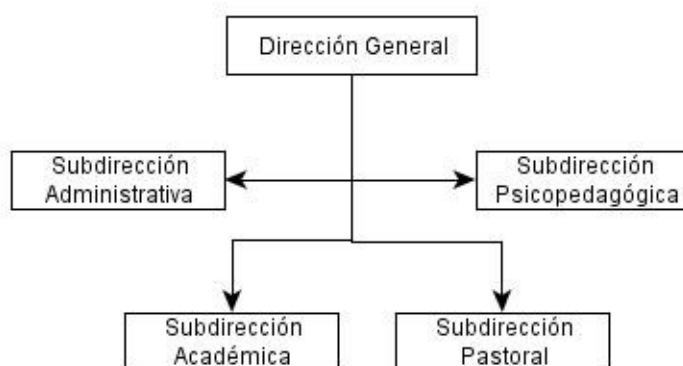 Dirección General
Subdirección
Administrativa
Subdirección
Psicopedagógica
Subdirección
Académica
Subdirección
Pastoral